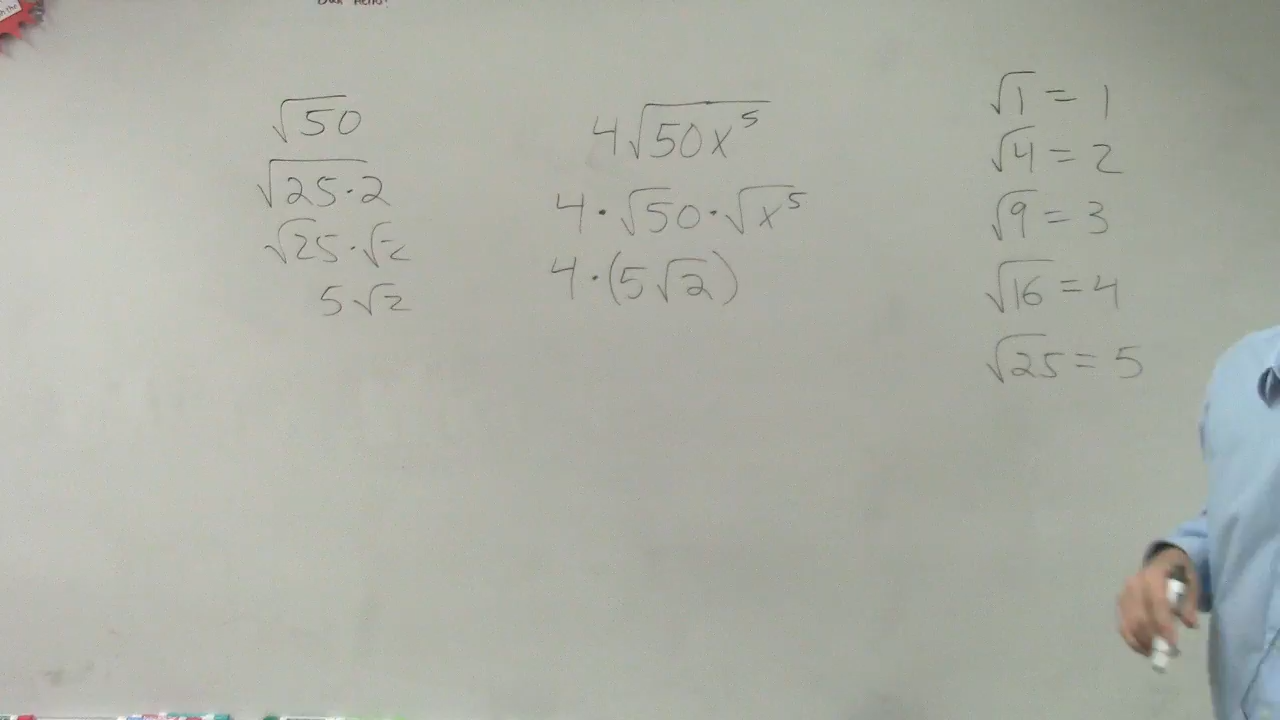 √50
√25·2
√25·√2
5√2
4√50x⁵
4·√50·√x⁵
4·(5√2)
√1 = 1
√4 = 2
√9 = 3
√16 = 4
√25 = 5